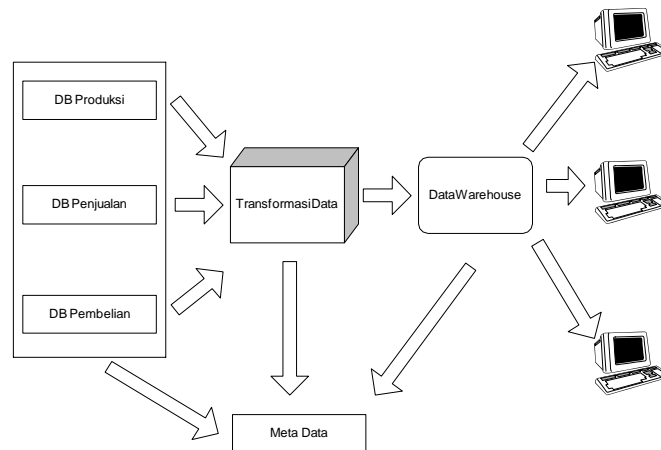 DB Produksi
DB Penjualan
TransformasiData
DataWarehouse
DB Pembelian
Meta Data